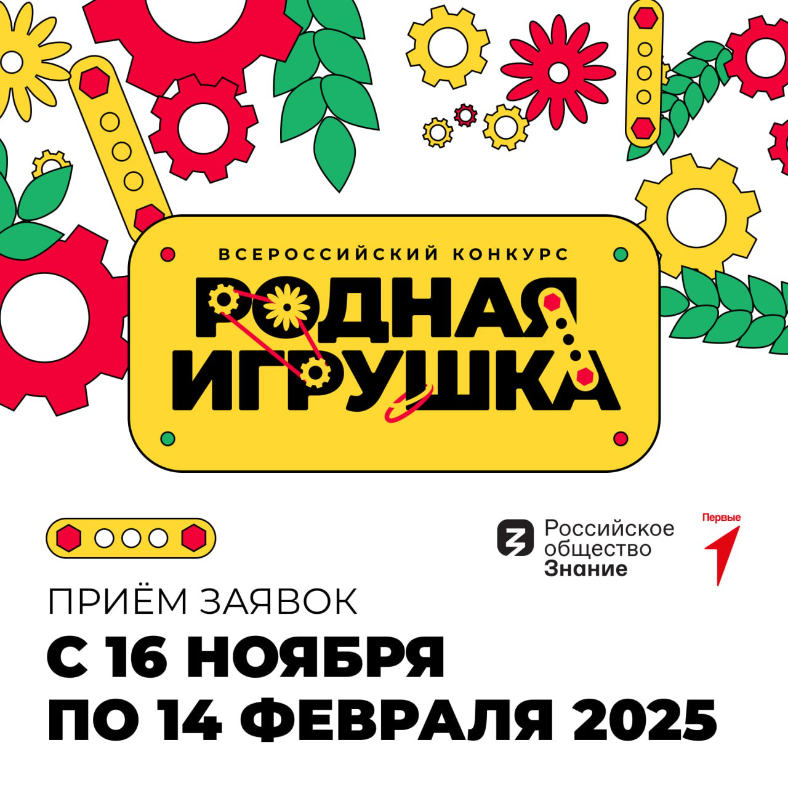 ВСЕРОССИЙСКИЙ КОНКУРС
РОДНАЯ
ИГРУШКА
Российское
общество
Знание
Первые
ПРИЁМ ЗАЯВОК
С 16 НОЯБРЯ
ПО 14 ФЕВРАЛЯ 2025